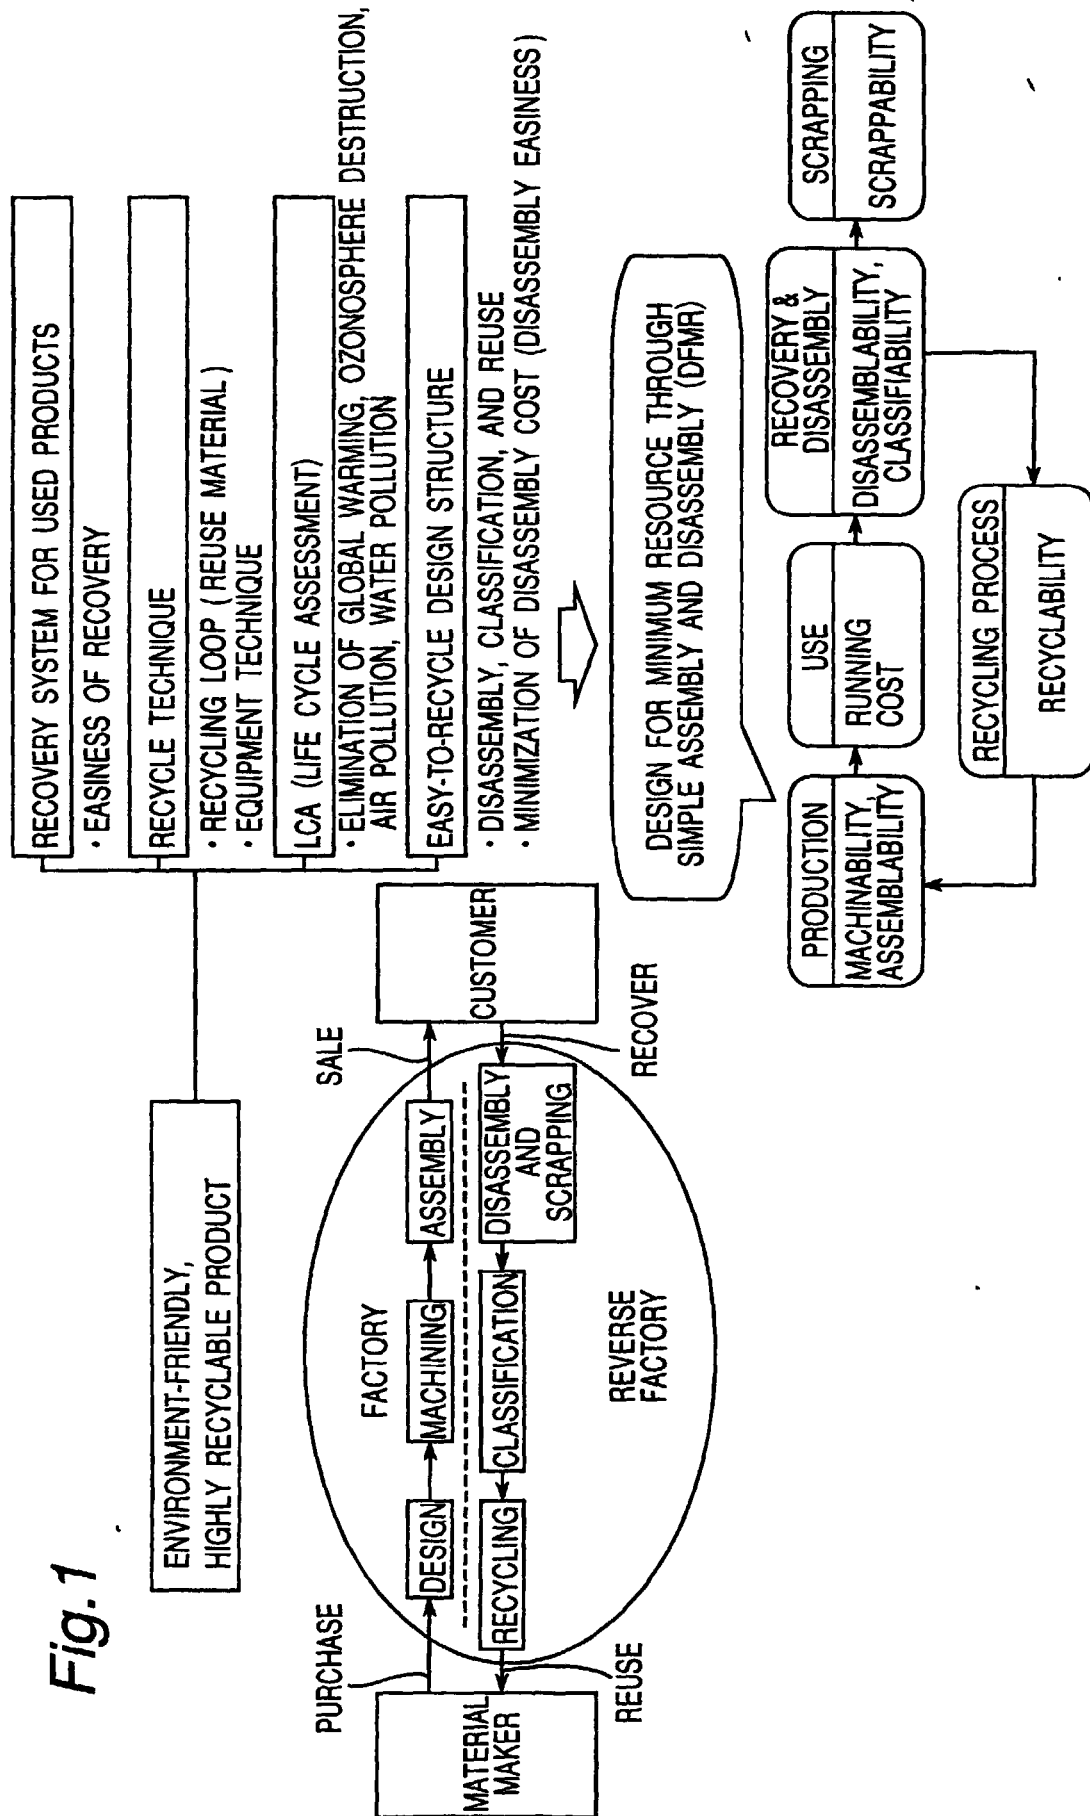 Fig.1
ENVIRONMENT-FRIENDLY,
HIGHLY RECYCLABLE PRODUCT
RECOVERY SYSTEM FOR USED PRODUCTS
· EASINESS OF RECOVERY
RECYCLE TECHNIQUE
· RECYCLING LOOP (REUSE MATERIAL)
· EQUIPMENT TECHNIQUE
LCA (LIFE CYCLE ASSESSMENT)
· ELIMINATION OF GLOBAL WARMING, OZONOSPHERE DESTRUCTION,
AIR POLLUTION, WATER POLLUTION
EASY-TO-RECYCLE DESIGN STRUCTURE
· DISASSEMBLY, CLASSIFICATION, AND REUSE
· MINIMIZATION OF DISASSEMBLY COST (DISASSEMBLY EASINESS)
PURCHASE
SALE
FACTORY
MATERIAL
MAKER
DESIGN
MACHINING
ASSEMBLY
CUSTOMER
RECYCLING
CLASSIFICATION
DISASSEMBLY
AND
SCRAPPING
REUSE
REVERSE
FACTORY
RECOVER
DESIGN FOR MINIMUM RESOURCE THROUGH
SIMPLE ASSEMBLY AND DISASSEMBLY (DFMR)
PRODUCTION
MACHINABILITY,
ASSEMBLABILITY
USE
RUNNING
COST
RECOVERY &
DISASSEMBLY
DISASSEMBLABILITY,
CLASSIFIABILITY
SCRAPPING
SCRAPPABILITY
RECYCLING PROCESS
RECYCLABILITY